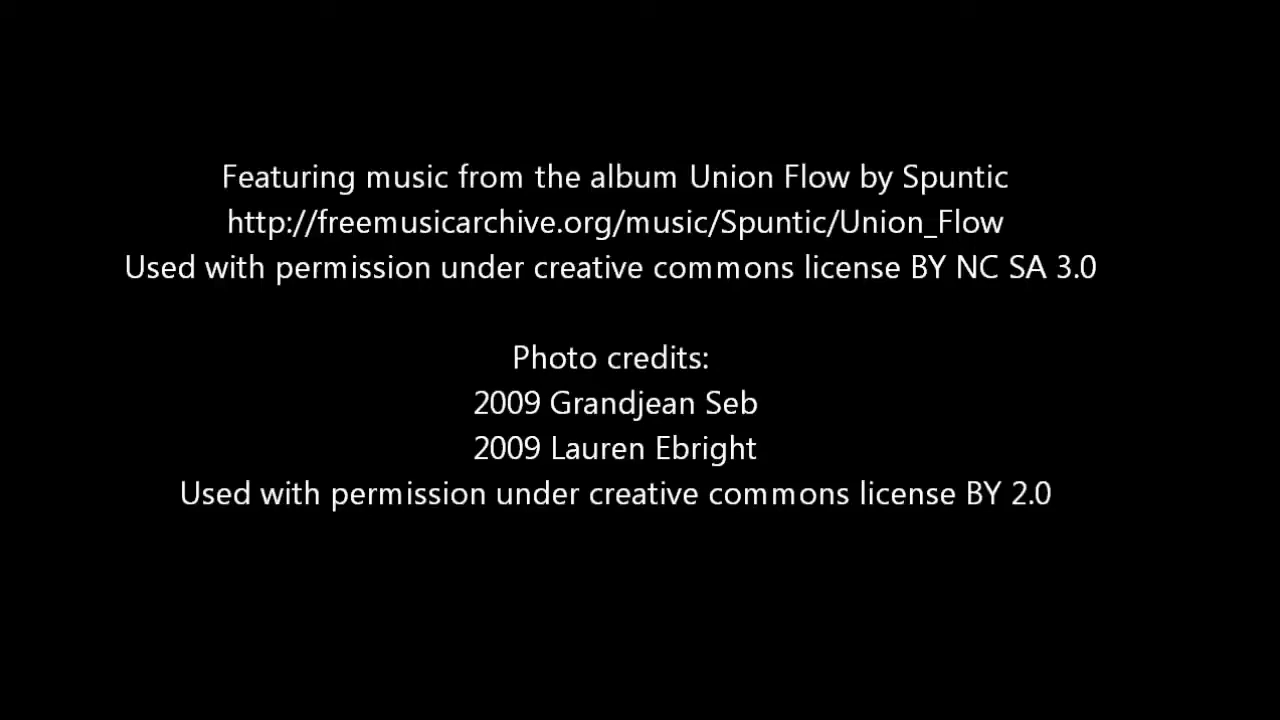 Featuring music from the album Union Flow by Spuntic
http://freemusicarchive.org/music/Spuntic/Union_Flow
Used with permission under creative commons license BY NC SA 3.0
Photo credits:
2009 Grandjean Seb
2009 Lauren Ebright
Used with permission under creative commons license BY 2.0